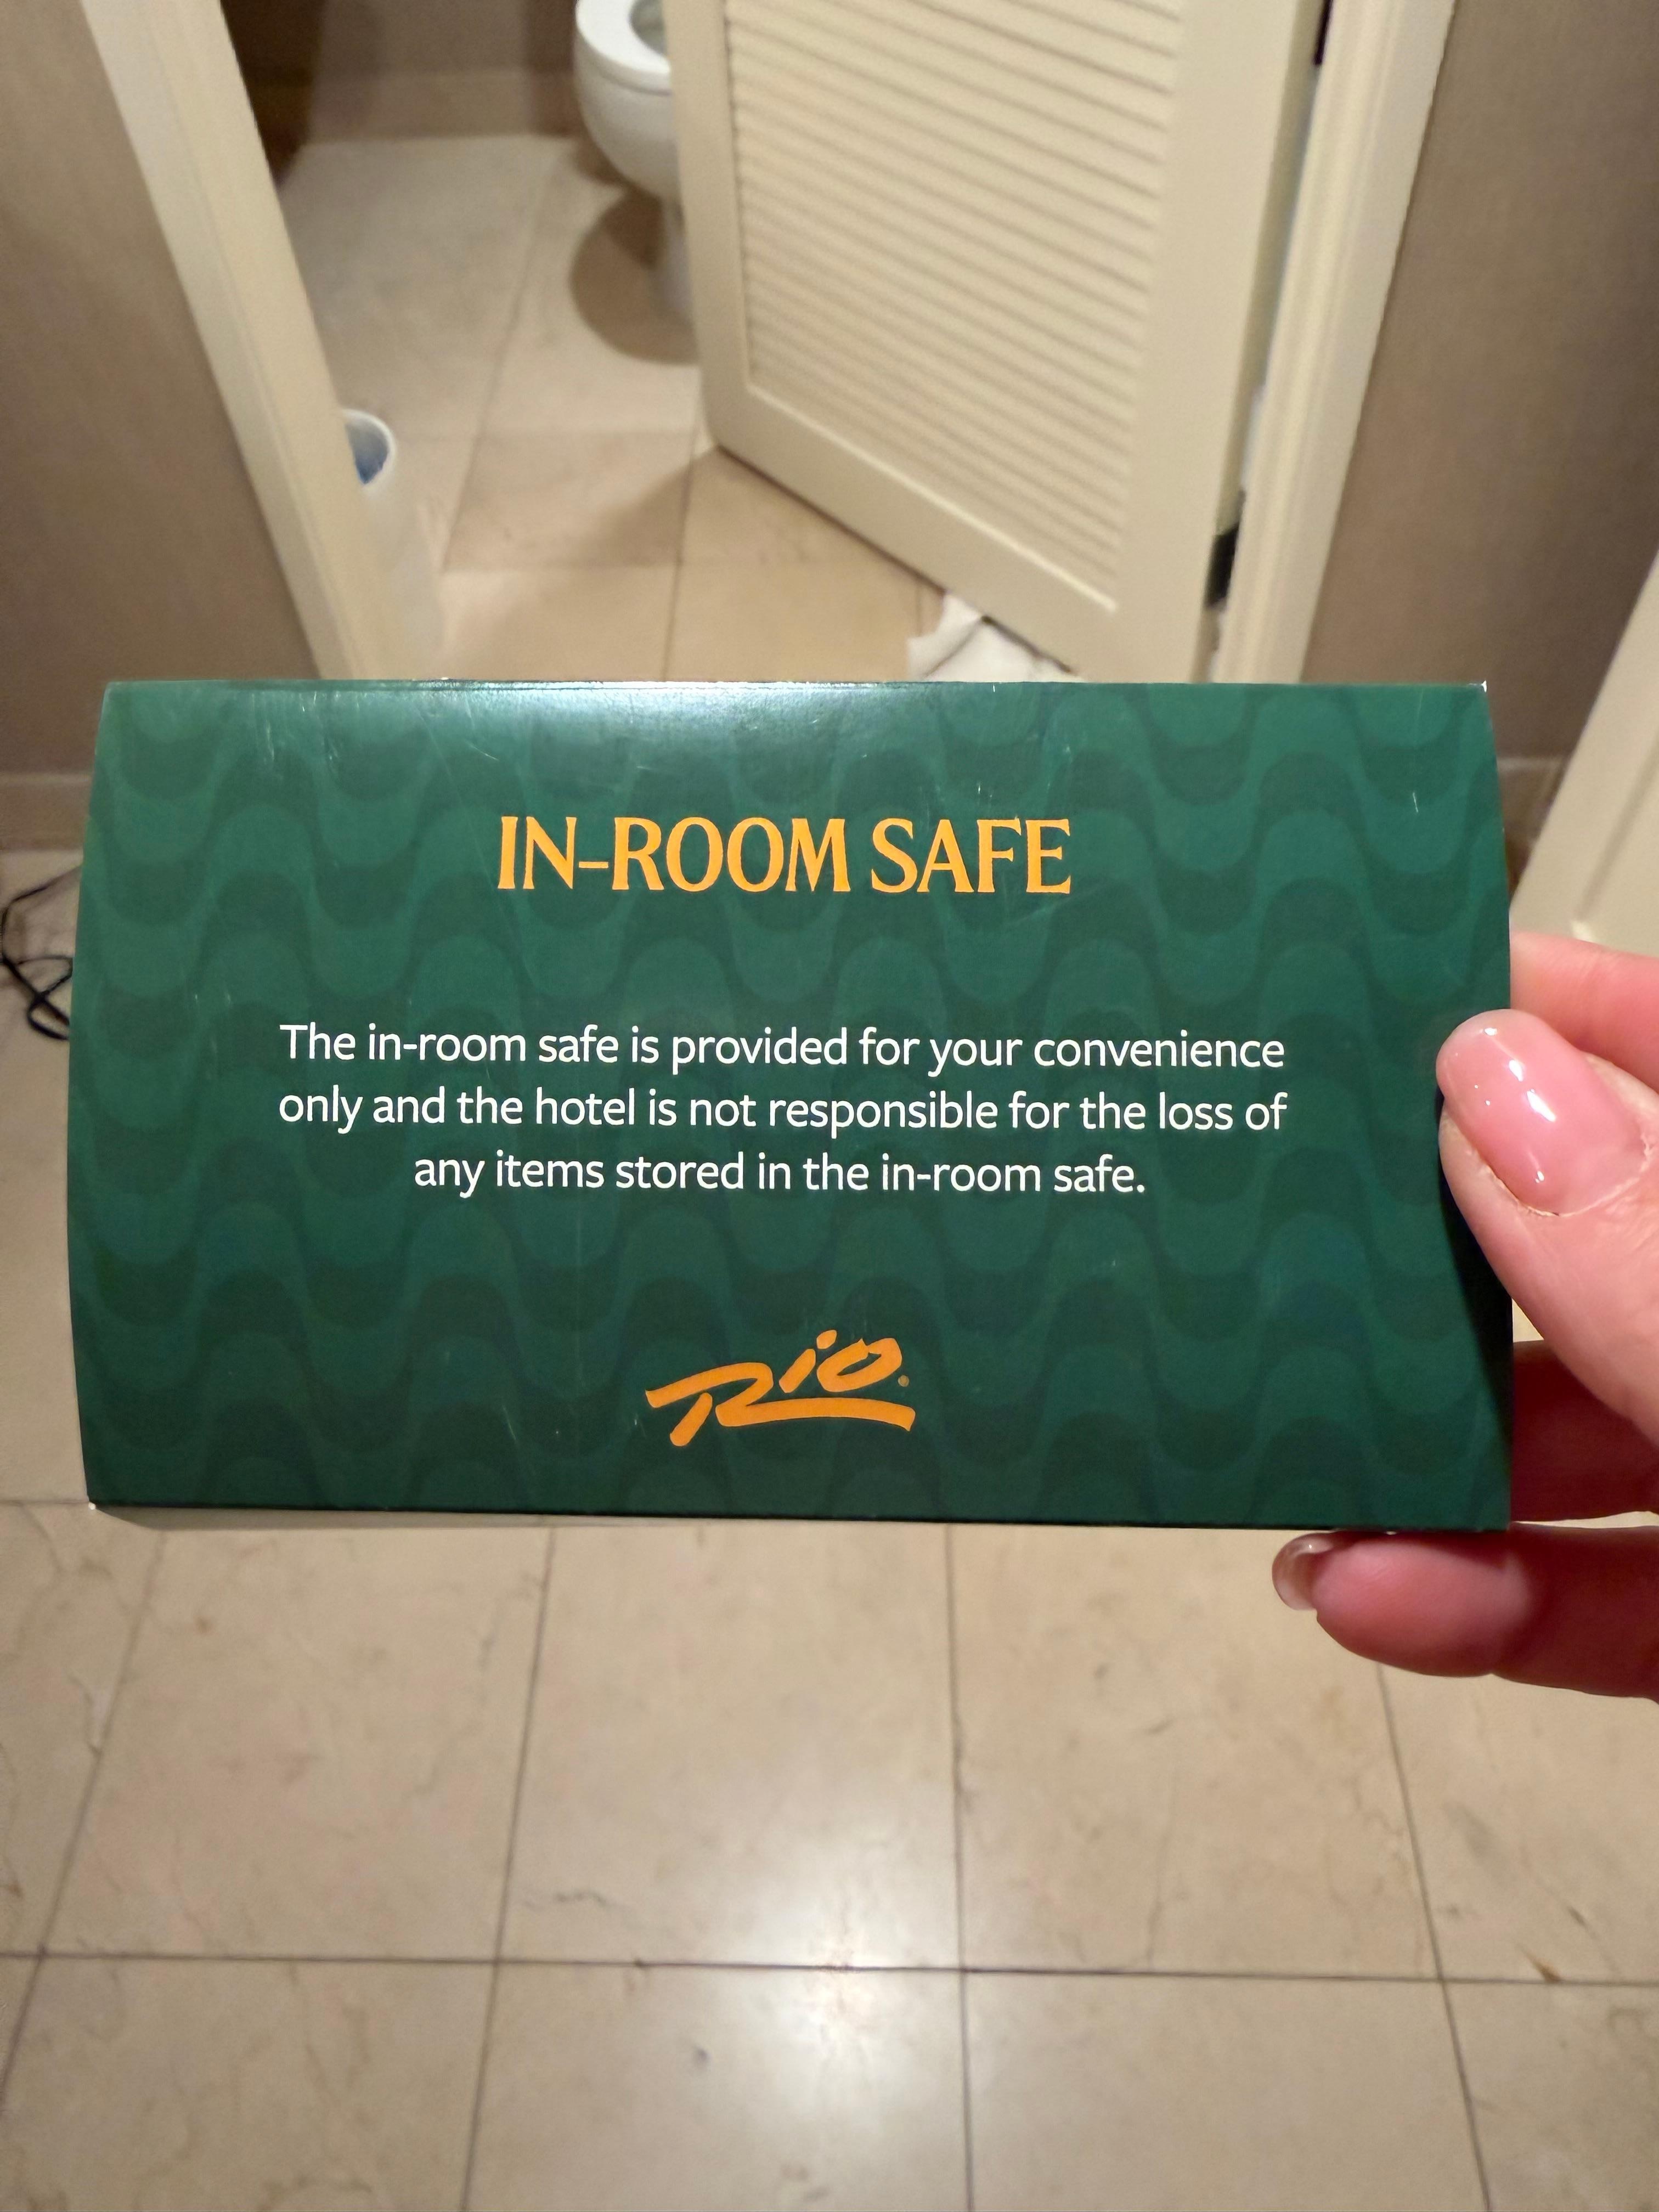 IN-ROOM SAFE
The in-room safe is provided for your convenience
only and the hotel is not responsible for the loss of
any items stored in the in-room safe.
Rio®